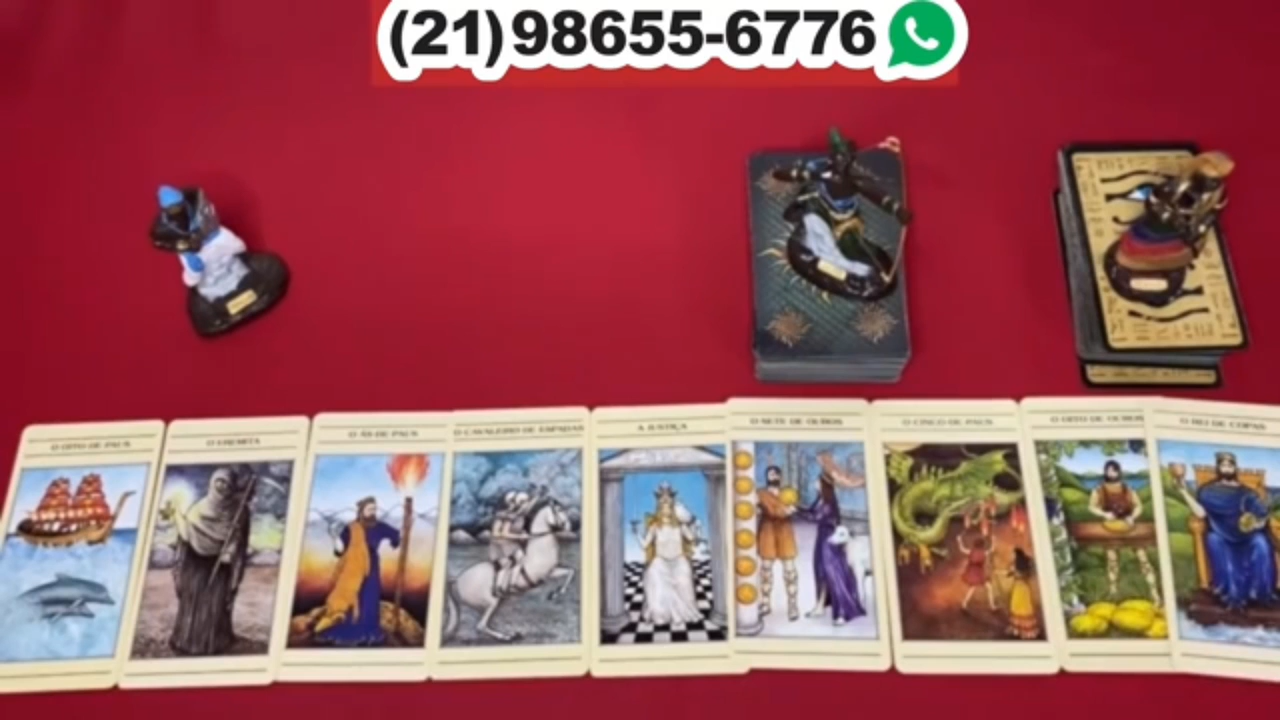 (21)98655-6776
O OITO DE PAUS
O EREMITA
O ÁS DE PAUS
O CAVALEIRO DE ESPADAS
A JUSTIÇA
O SETE DE OUROS
O CINCO DE PAUS
O OITO DE OUROS
O REI DE COPAS